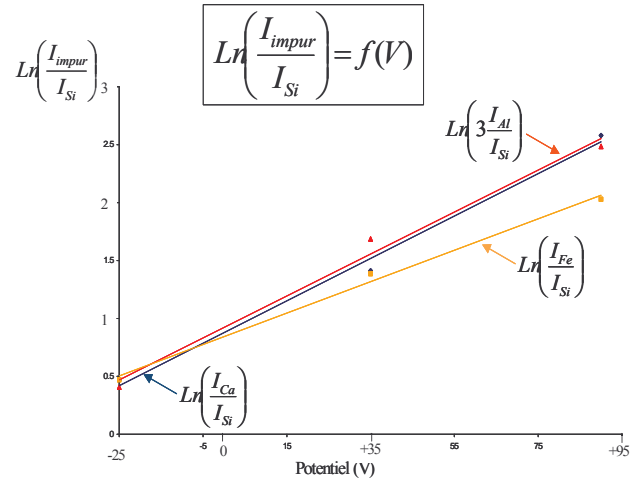 Ln(I_impur/I_Si) = f(V)
Ln(I_impur/I_Si)
3
2.5
2
1.5
1
0.5
0
Ln(3 I_Al/I_Si)
Ln(I_Fe/I_Si)
Ln(I_Ca/I_Si)
-25 -5 0 15 +35 55 75 +95
Potentiel (V)